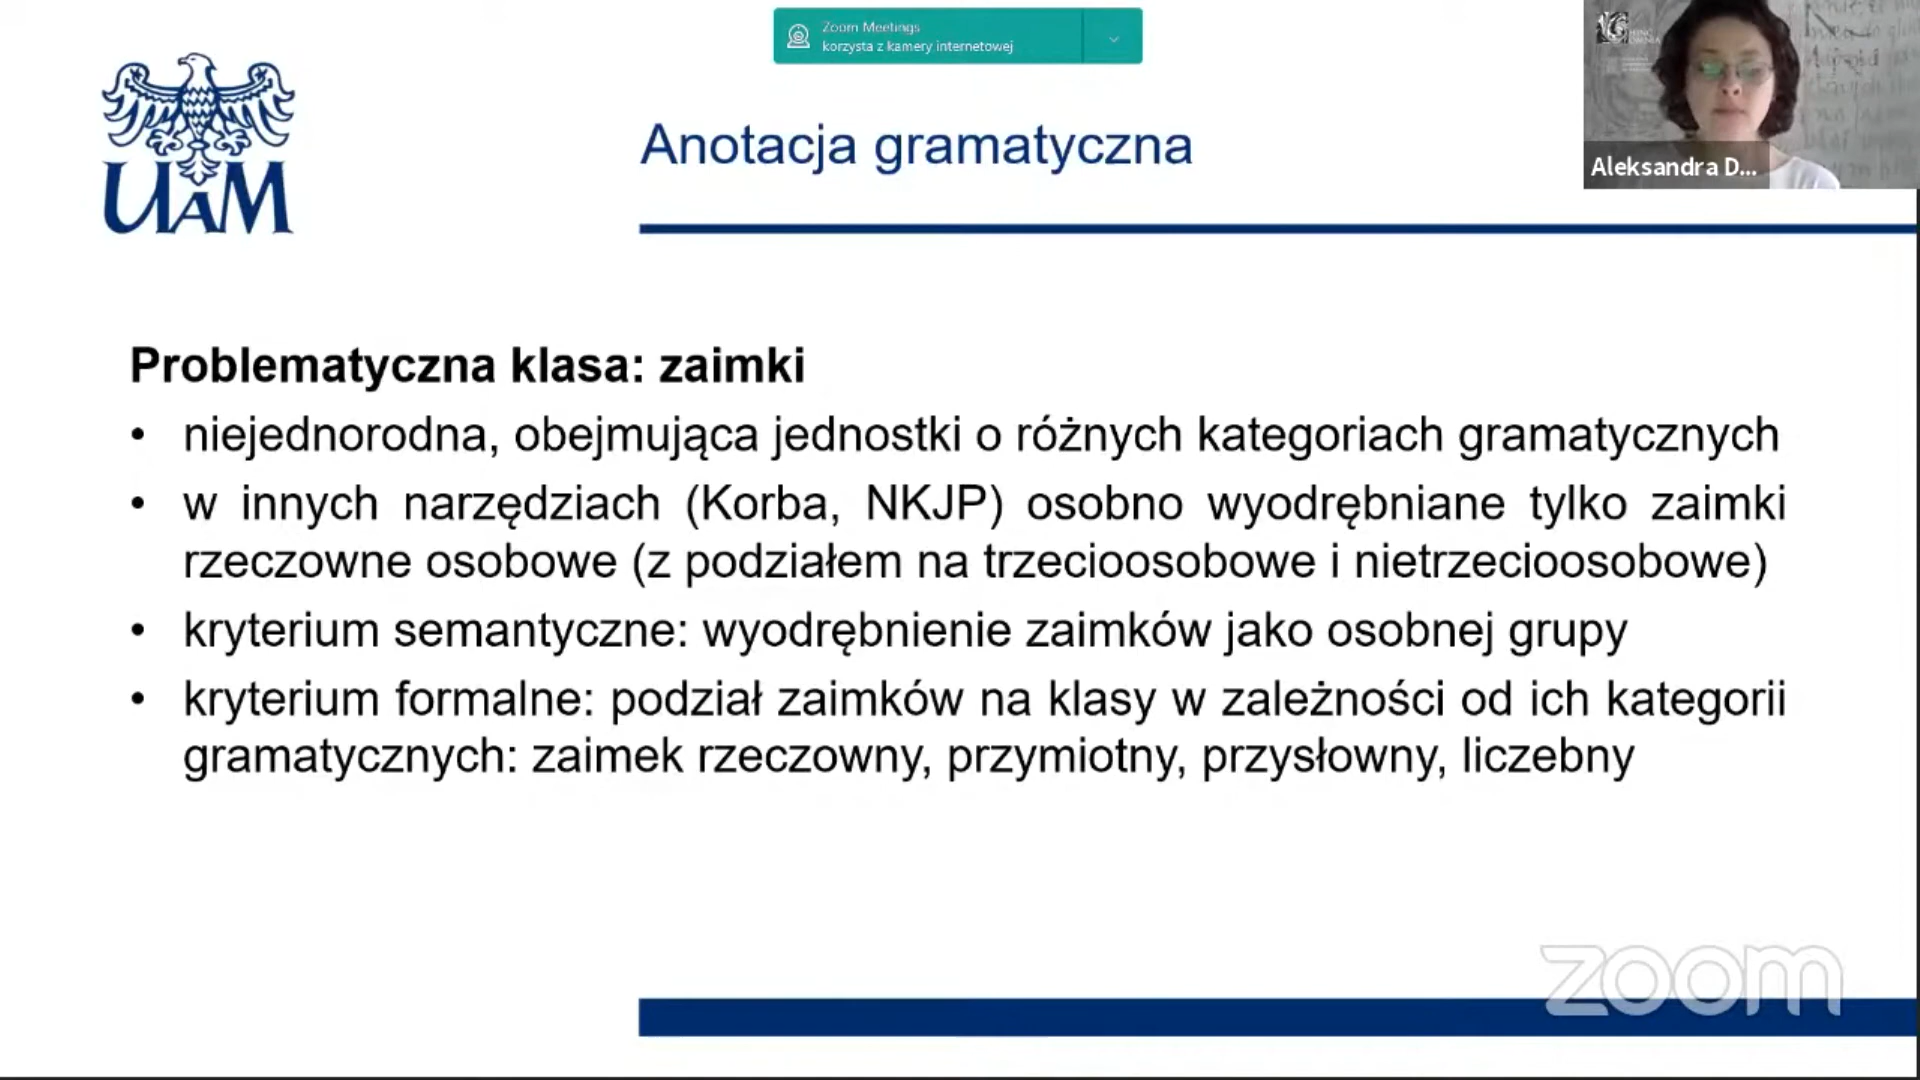 Zoom Meetings
korzysta z kamery internetowej
UAM
Anotacja gramatyczna
Aleksandra D...
Problematyczna klasa: zaimki
• niejednorodna, obejmująca jednostki o różnych kategoriach gramatycznych
• w innych narzędziach (Korba, NKJP) osobno wyodrębniane tylko zaimki
rzeczowne osobowe (z podziałem na trzecioosobowe i nietrzecioosobowe)
• kryterium semantyczne: wyodrębnienie zaimków jako osobnej grupy
• kryterium formalne: podział zaimków na klasy w zależności od ich kategorii
gramatycznych: zaimek rzeczowny, przymiotny, przysłowny, liczebny
zoom